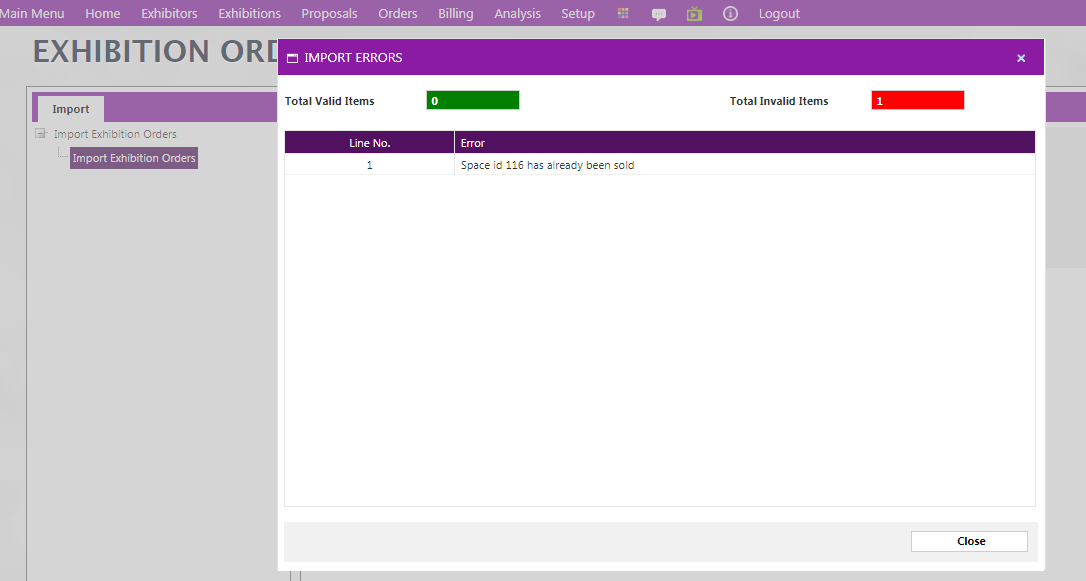 Main Menu Home Exhibitors Exhibitions Proposals Orders Billing Analysis Setup Logout
EXHIBITION ORD
IMPORT ERRORS
Import
Import Exhibition Orders
Import Exhibition Orders
Total Valid Items 0 Total Invalid Items 1
Line No. Error
1 Space id 116 has already been sold
Close